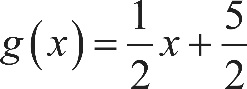 g(x) = 1/2 x + 5/2